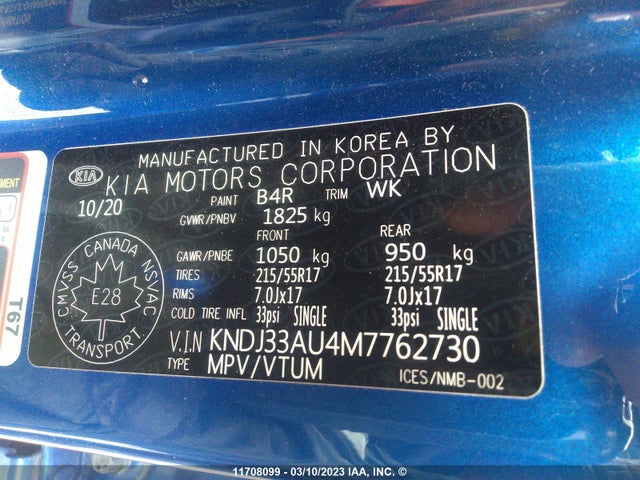 MANUFACTURED IN KOREA BY
KIA KIA MOTORS CORPORATION
10/20 PAINT B4R TRIM WK
GVWR/PNBV 1825 kg
FRONT REAR
GAWR/PNBE 1050 kg 950 kg
TIRES 215/55R17 215/55R17
RIMS 7.0Jx17 7.0Jx17
COLD TIRE INFL 33psi SINGLE 33psi SINGLE
V.I.N KNDJ33AU4M7762730
TYPE MPV/VTUM
ICES/NMB-002
CANADA
CMVSS NSVAC
E28
TRANSPORT
T67
11708099 — 03/10/2023 IAAI.CA